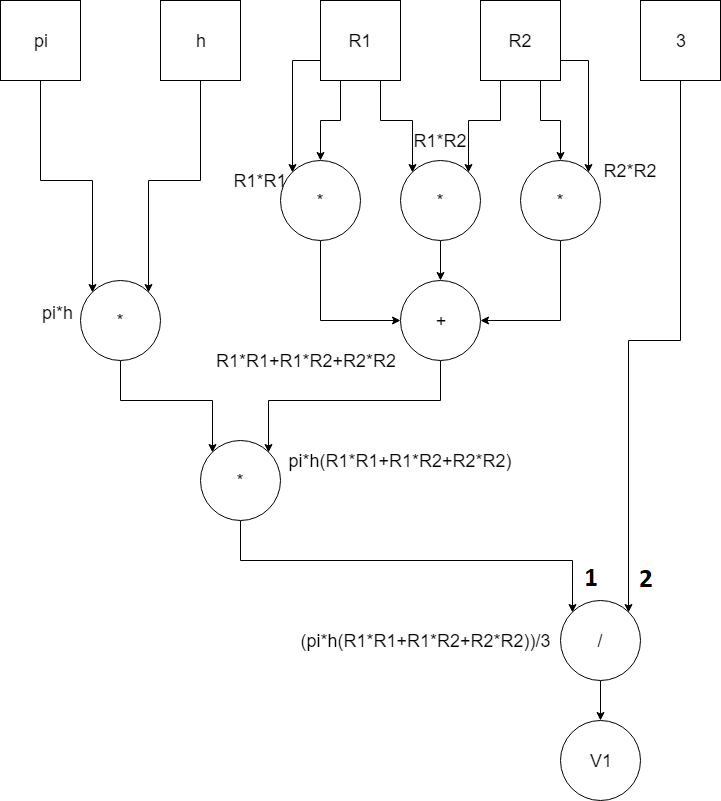 pi
h
R1
R2
3
R1*R2
R1*R1
R2*R2
*
*
*
pi*h
*
+
R1*R1+R1*R2+R2*R2
pi*h(R1*R1+R1*R2+R2*R2)
*
1
2
(pi*h(R1*R1+R1*R2+R2*R2))/3
/
V1